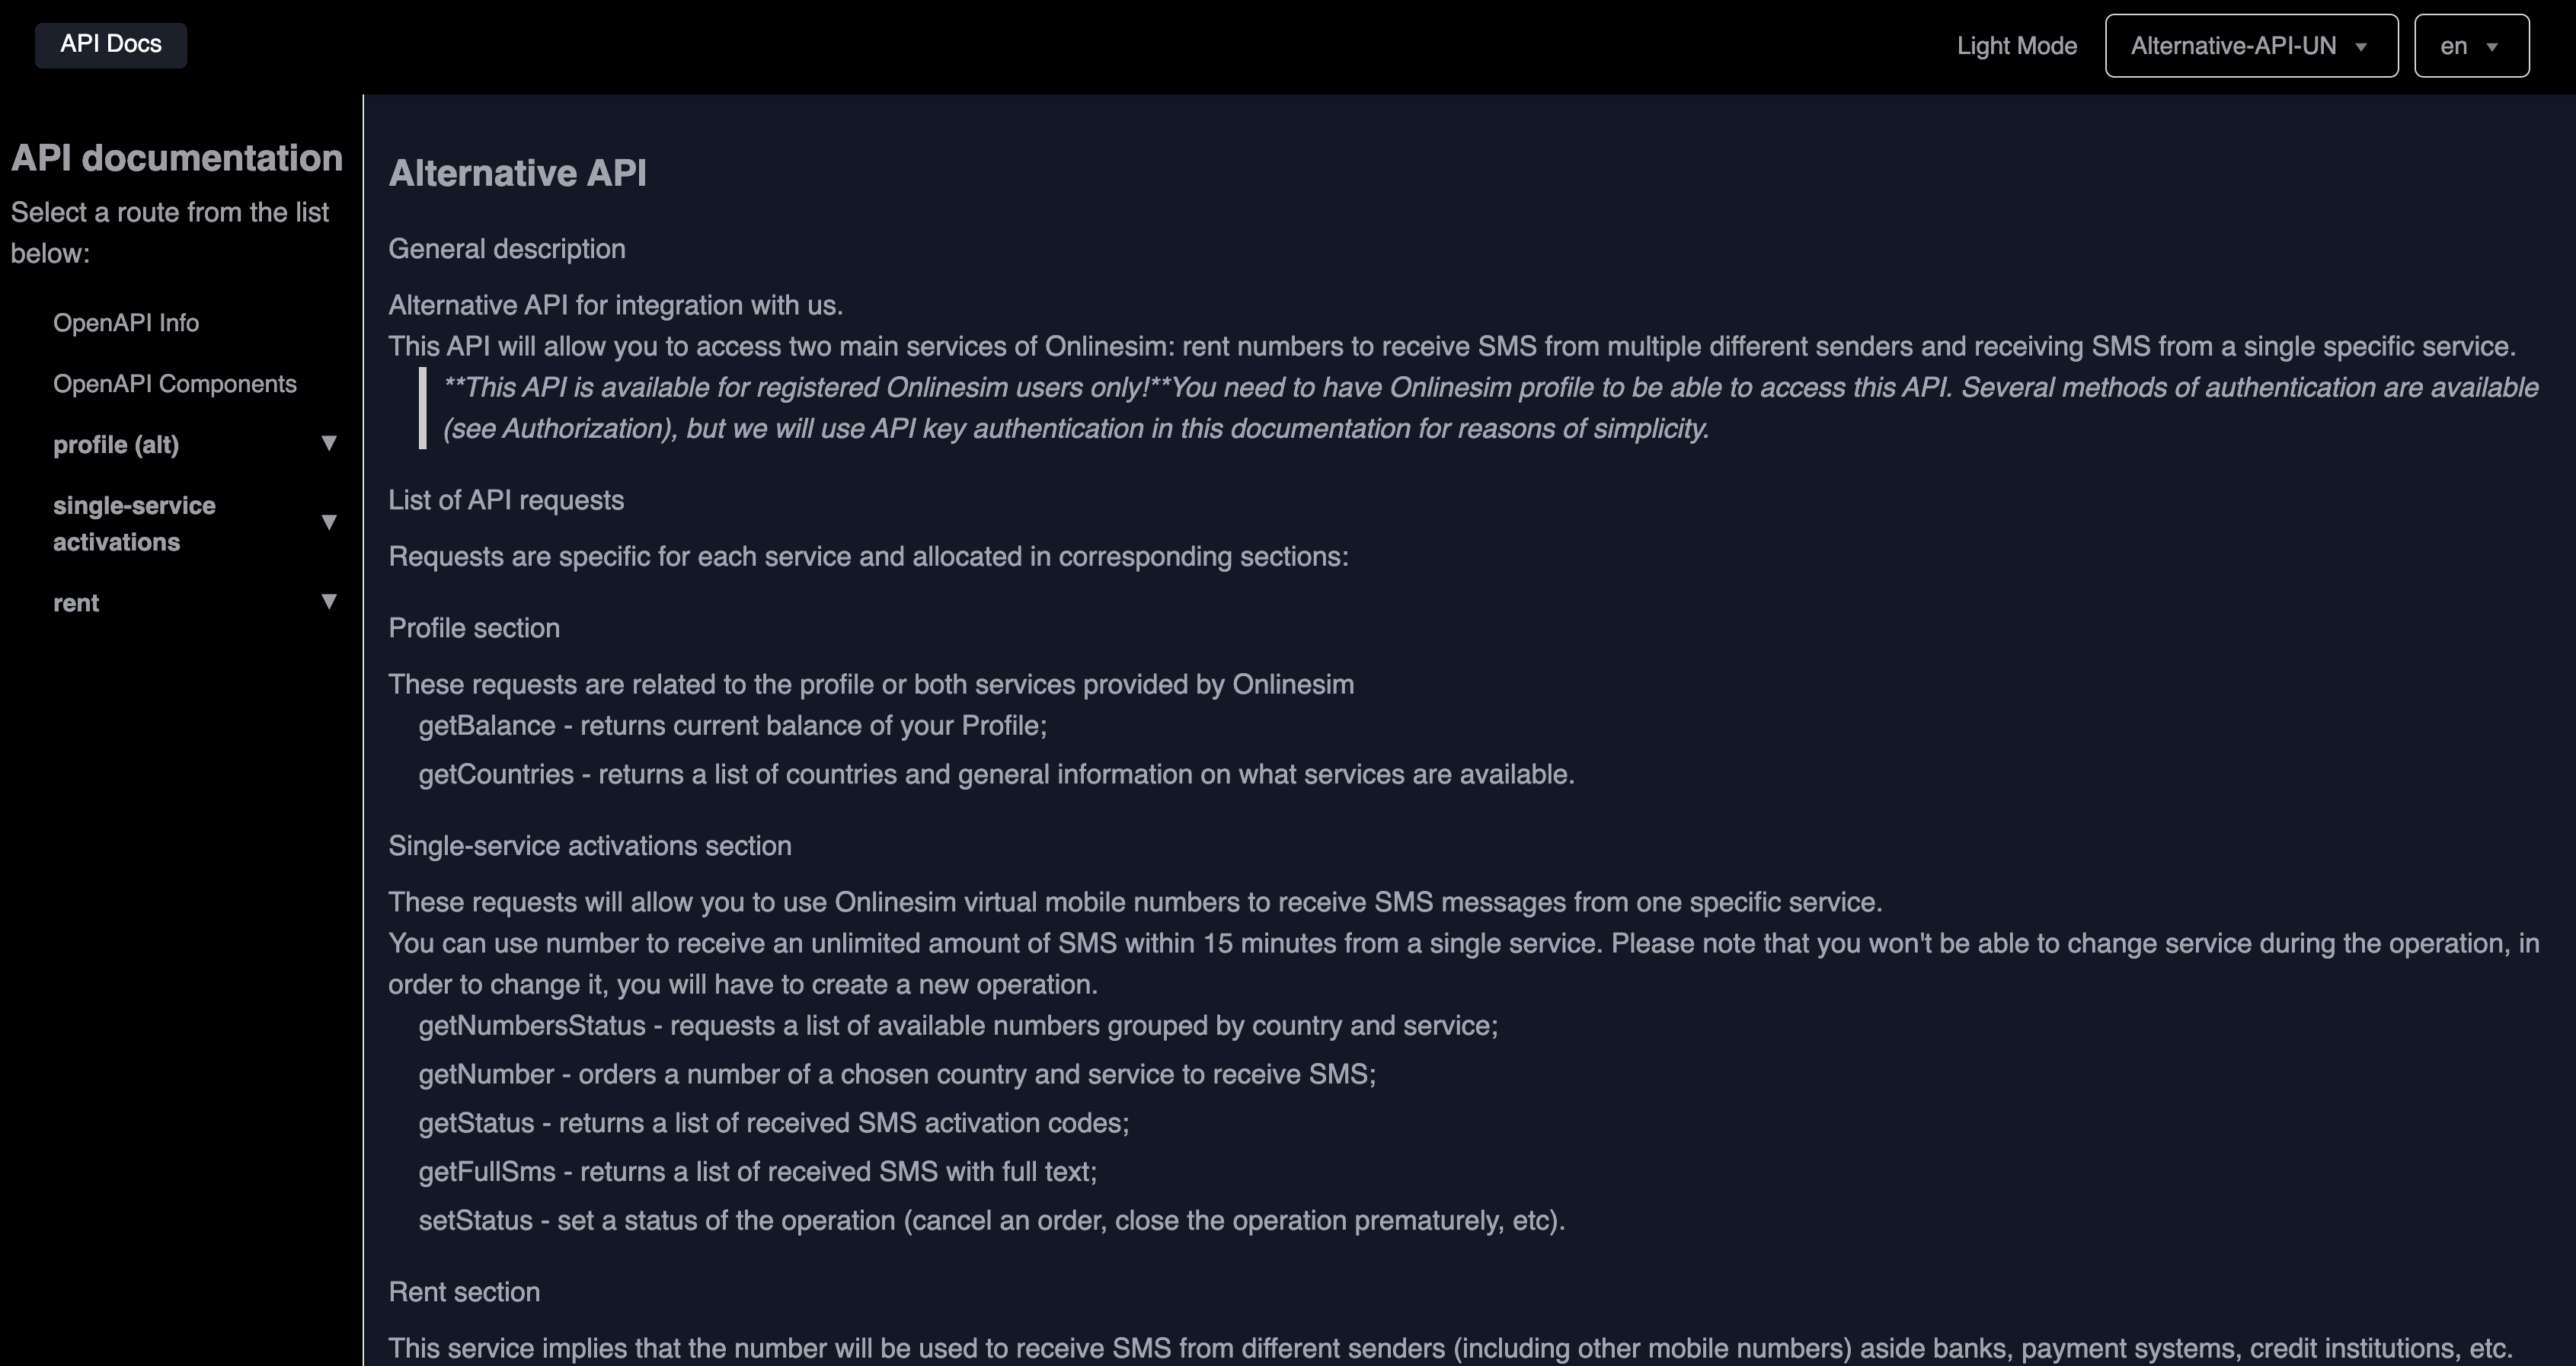 API Docs
Light Mode
Alternative-API-UN
en
API documentation
Select a route from the list
below:
OpenAPI Info
OpenAPI Components
profile (alt)
single-service
activations
rent
Alternative API
General description
Alternative API for integration with us.
This API will allow you to access two main services of Onlinesim: rent numbers to receive SMS from multiple different senders and receiving SMS from a single specific service.
**This API is available for registered Onlinesim users only!**You need to have Onlinesim profile to be able to access this API. Several methods of authentication are available
(see Authorization), but we will use API key authentication in this documentation for reasons of simplicity.
List of API requests
Requests are specific for each service and allocated in corresponding sections:
Profile section
These requests are related to the profile or both services provided by Onlinesim
getBalance - returns current balance of your Profile;
getCountries - returns a list of countries and general information on what services are available.
Single-service activations section
These requests will allow you to use Onlinesim virtual mobile numbers to receive SMS messages from one specific service.
You can use number to receive an unlimited amount of SMS within 15 minutes from a single service. Please note that you won't be able to change service during the operation, in
order to change it, you will have to create a new operation.
getNumbersStatus - requests a list of available numbers grouped by country and service;
getNumber - orders a number of a chosen country and service to receive SMS;
getStatus - returns a list of received SMS activation codes;
getFullSms - returns a list of received SMS with full text;
setStatus - set a status of the operation (cancel an order, close the operation prematurely, etc).
Rent section
This service implies that the number will be used to receive SMS from different senders (including other mobile numbers) aside banks, payment systems, credit institutions, etc.